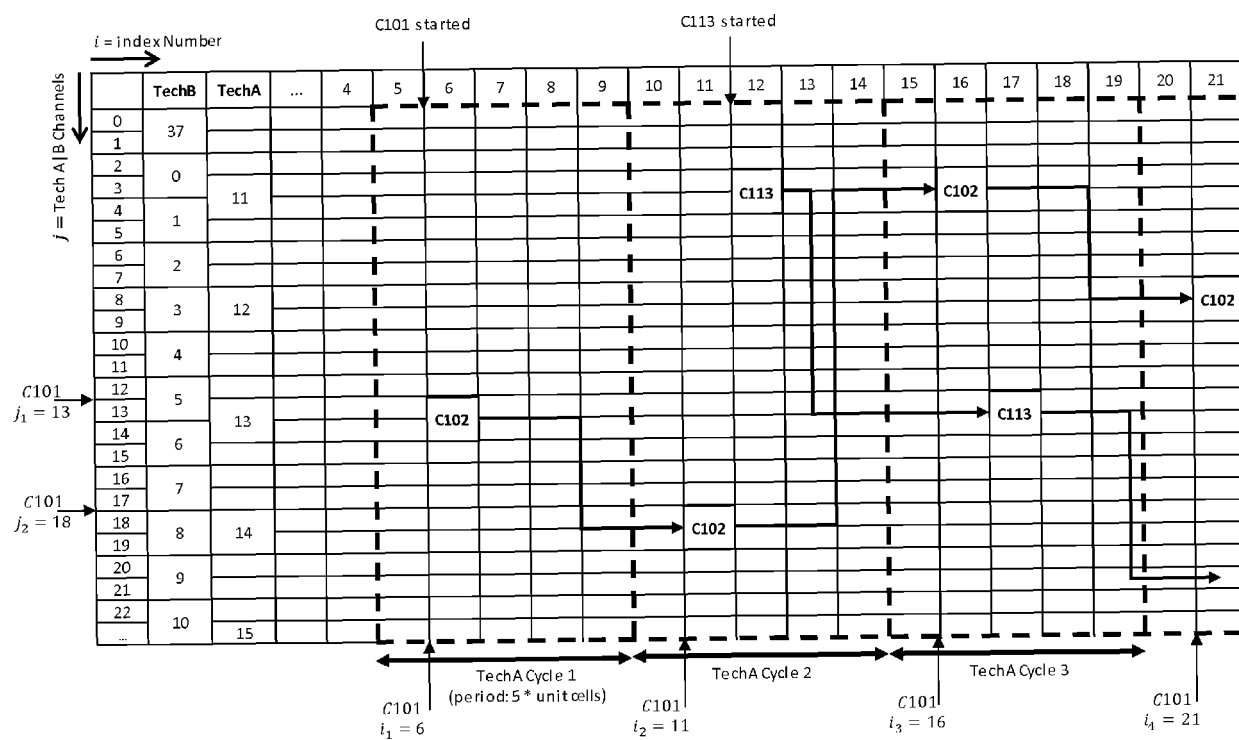 C101 started
C113 started
i = index Number
j = Tech A|B Channels
TechB TechA ... 4 5 6 7 8 9 10 11 12 13 14 15 16 17 18 19 20 21
0
37
1
2
0
3
11
C113
C102
4
1
5
6
2
7
8
3
12
C102
9
10
4
11
12
C101
j₁ = 13
5
13
13
C102
C113
14
6
15
16
7
17
C101
j₂ = 18
18
8
14
C102
19
20
9
21
22
10
...
15
TechA Cycle 1
(period: 5 * unit cells)
TechA Cycle 2
TechA Cycle 3
C101
i₁ = 6
C101
i₂ = 11
C101
i₃ = 16
C101
i₄ = 21